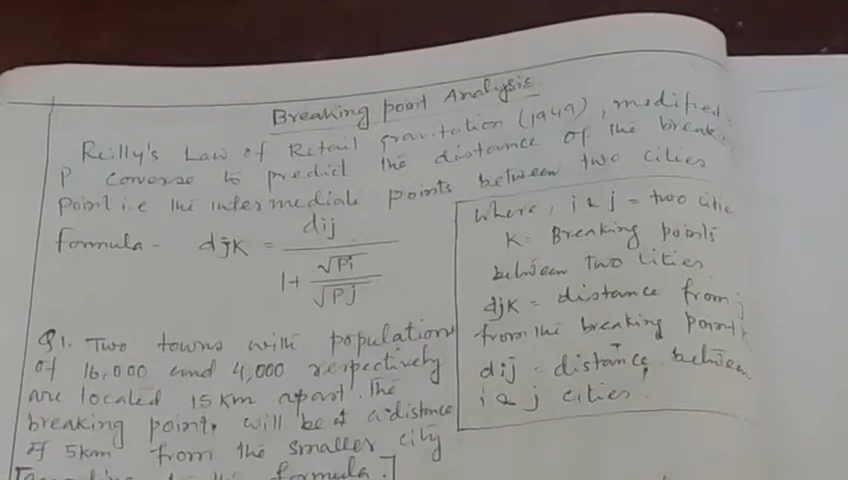 Breaking point Analysis
Reilly's Law of Retail gravitation (1949), modified
P Converse to predict the distance of the break
point i.e the intermediate points between two cities
formula - djk = dij / 1 + √Pi / √Pj
where, i & j = two citie
K = Breaking points
between two cities
djk = distance from j
from the breaking point k
dij = distance between
i & j cities.
Q1. Two towns with populations
of 16,000 and 4,000 respectively
are located 15 km apart. The
breaking point, will be at a distance
of 5km from the smaller city
formula.]